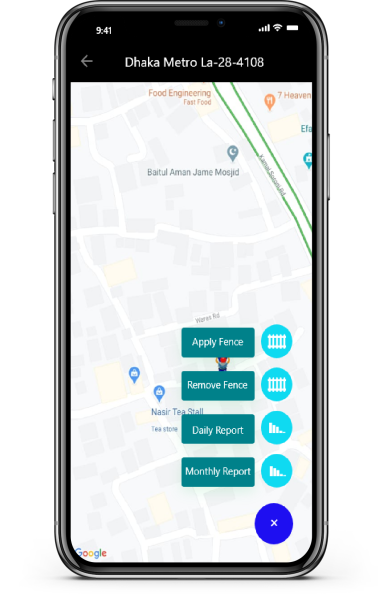 9:41
Dhaka Metro La-28-4108
Food Engineering
Fast Food
7 Heaven
Efa
Baitul Aman Jame Mosjid
Kamal Soroni Rd
Wares Rd
Apply Fence
Remove Fence
Nasir Tea Stall
Tea store
Daily Report
Monthly Report
Google